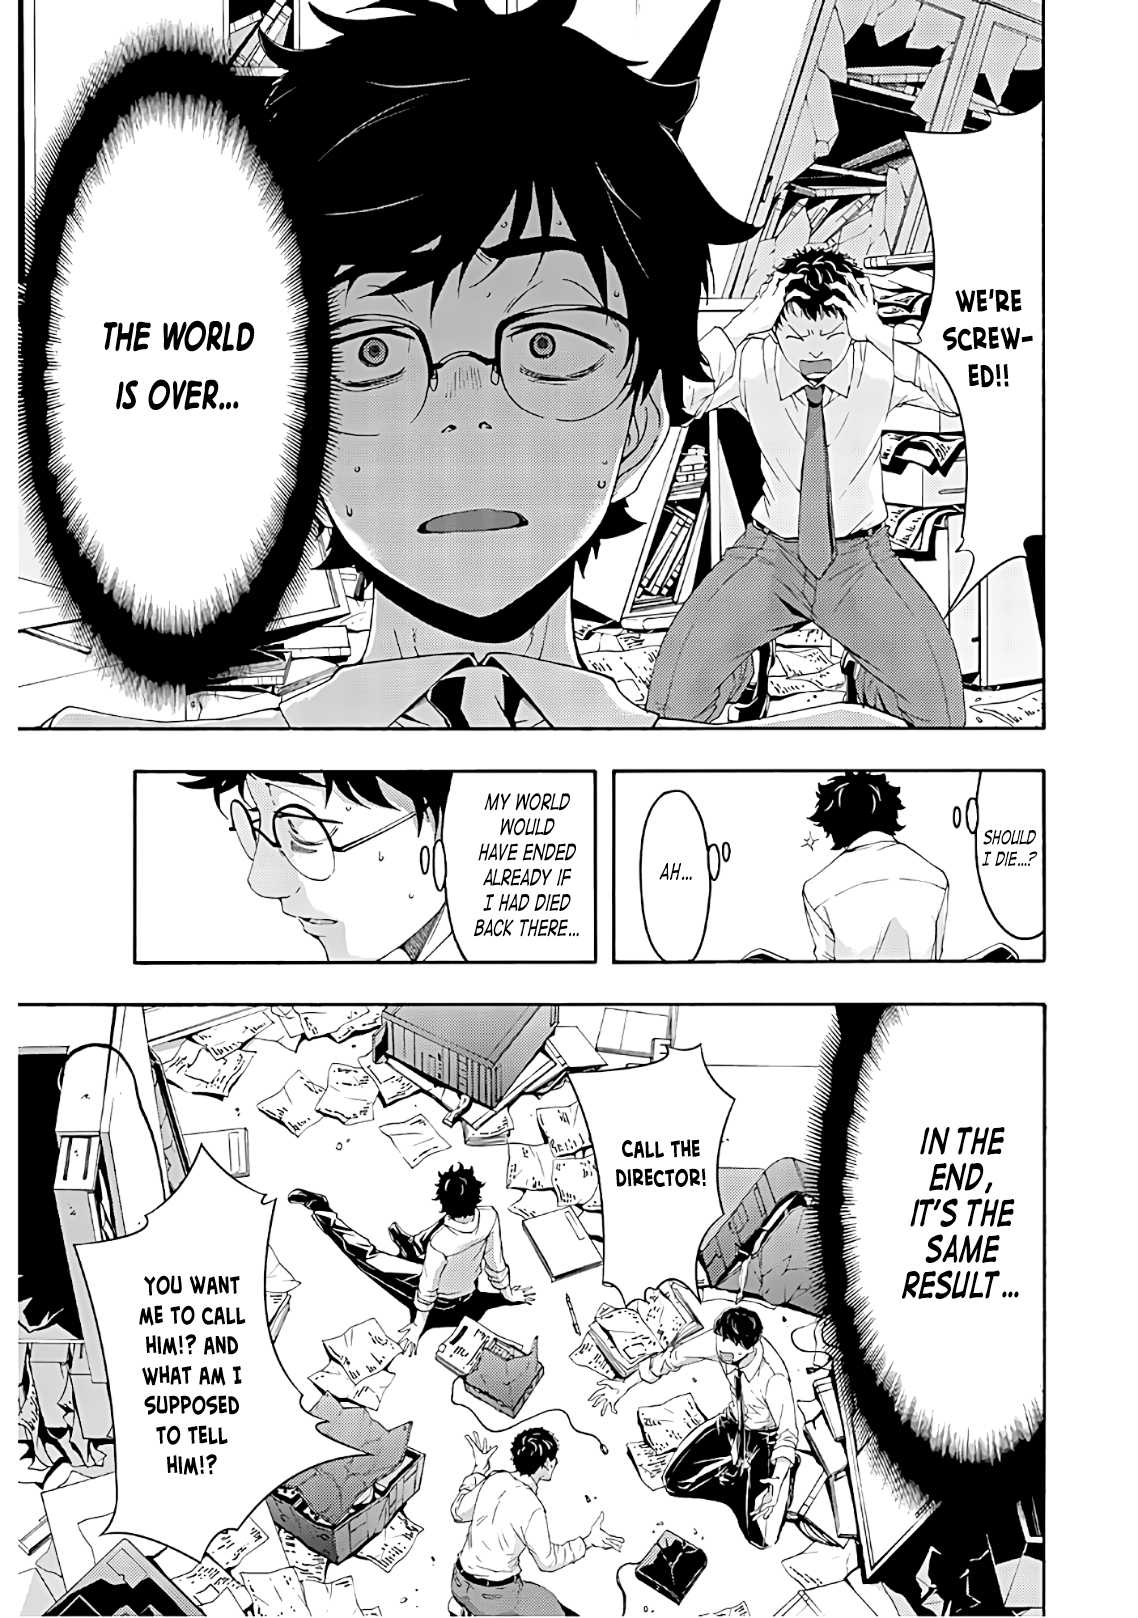 WE'RE
SCREW-
ED!!
THE WORLD
IS OVER...
SHOULD
I DIE...?
AH...
MY WORLD
WOULD
HAVE ENDED
ALREADY IF
I HAD DIED
BACK THERE...
IN THE
END,
IT'S THE
SAME
RESULT...
CALL THE
DIRECTOR!
YOU WANT
ME TO CALL
HIM!? AND
WHAT AM I
SUPPOSED
TO TELL
HIM!?